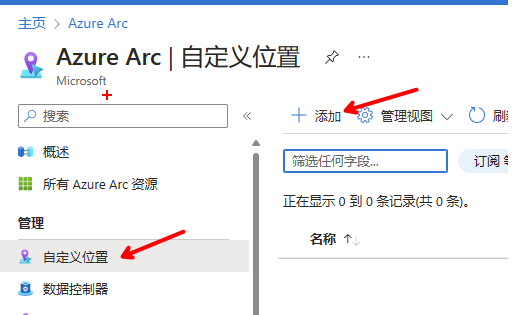 主页 > Azure Arc
Azure Arc | 自定义位置
Microsoft
搜索
添加
管理视图
概述
筛选任何字段...
订阅
所有 Azure Arc 资源
正在显示 0 到 0 条记录(共 0 条)。
管理
名称
自定义位置
数据控制器